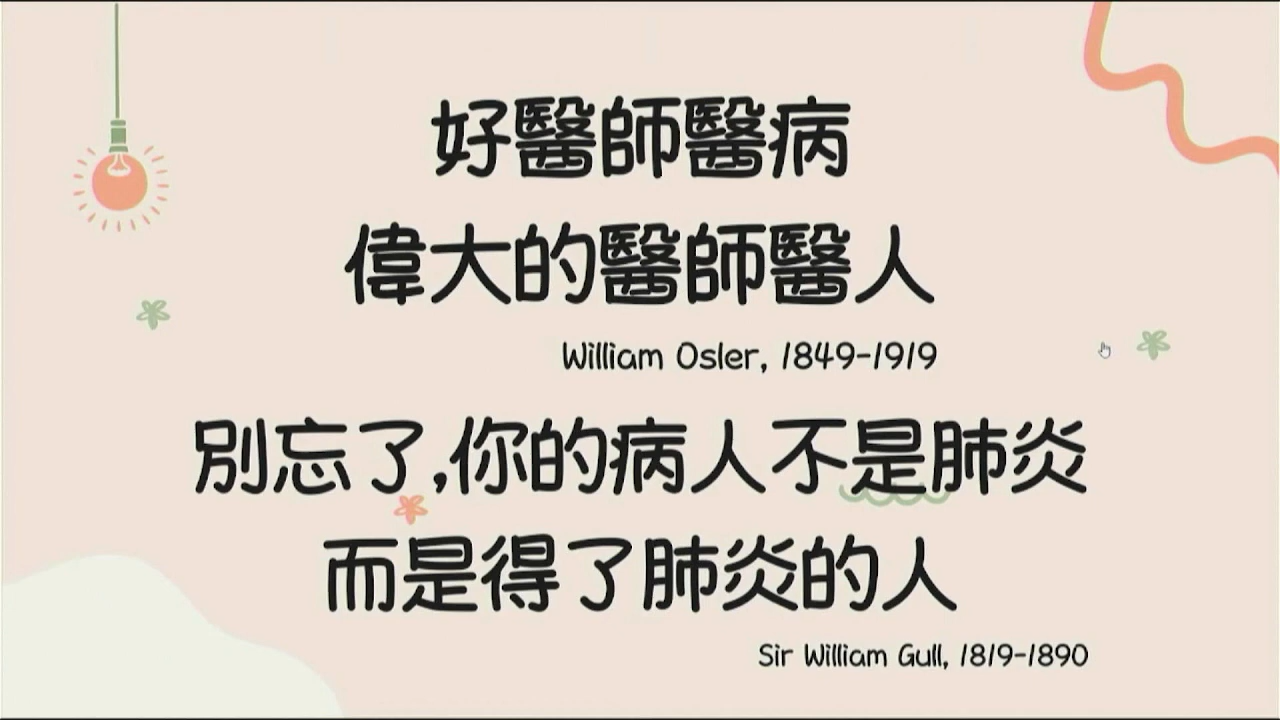 好醫師醫病
偉大的醫師醫人
William Osler, 1849-1919
別忘了,你的病人不是肺炎
而是得了肺炎的人
Sir William Gull, 1819-1890